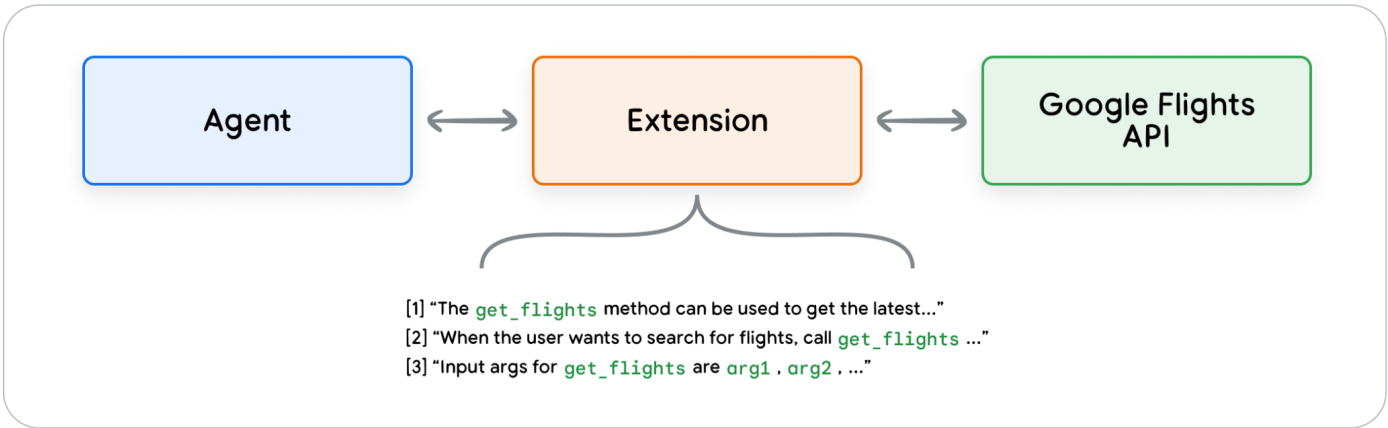 Agent
Extension
Google Flights
API
[1] “The get_flights method can be used to get the latest...”
[2] “When the user wants to search for flights, call get_flights ...”
[3] “Input args for get_flights are arg1 , arg2 , ...”